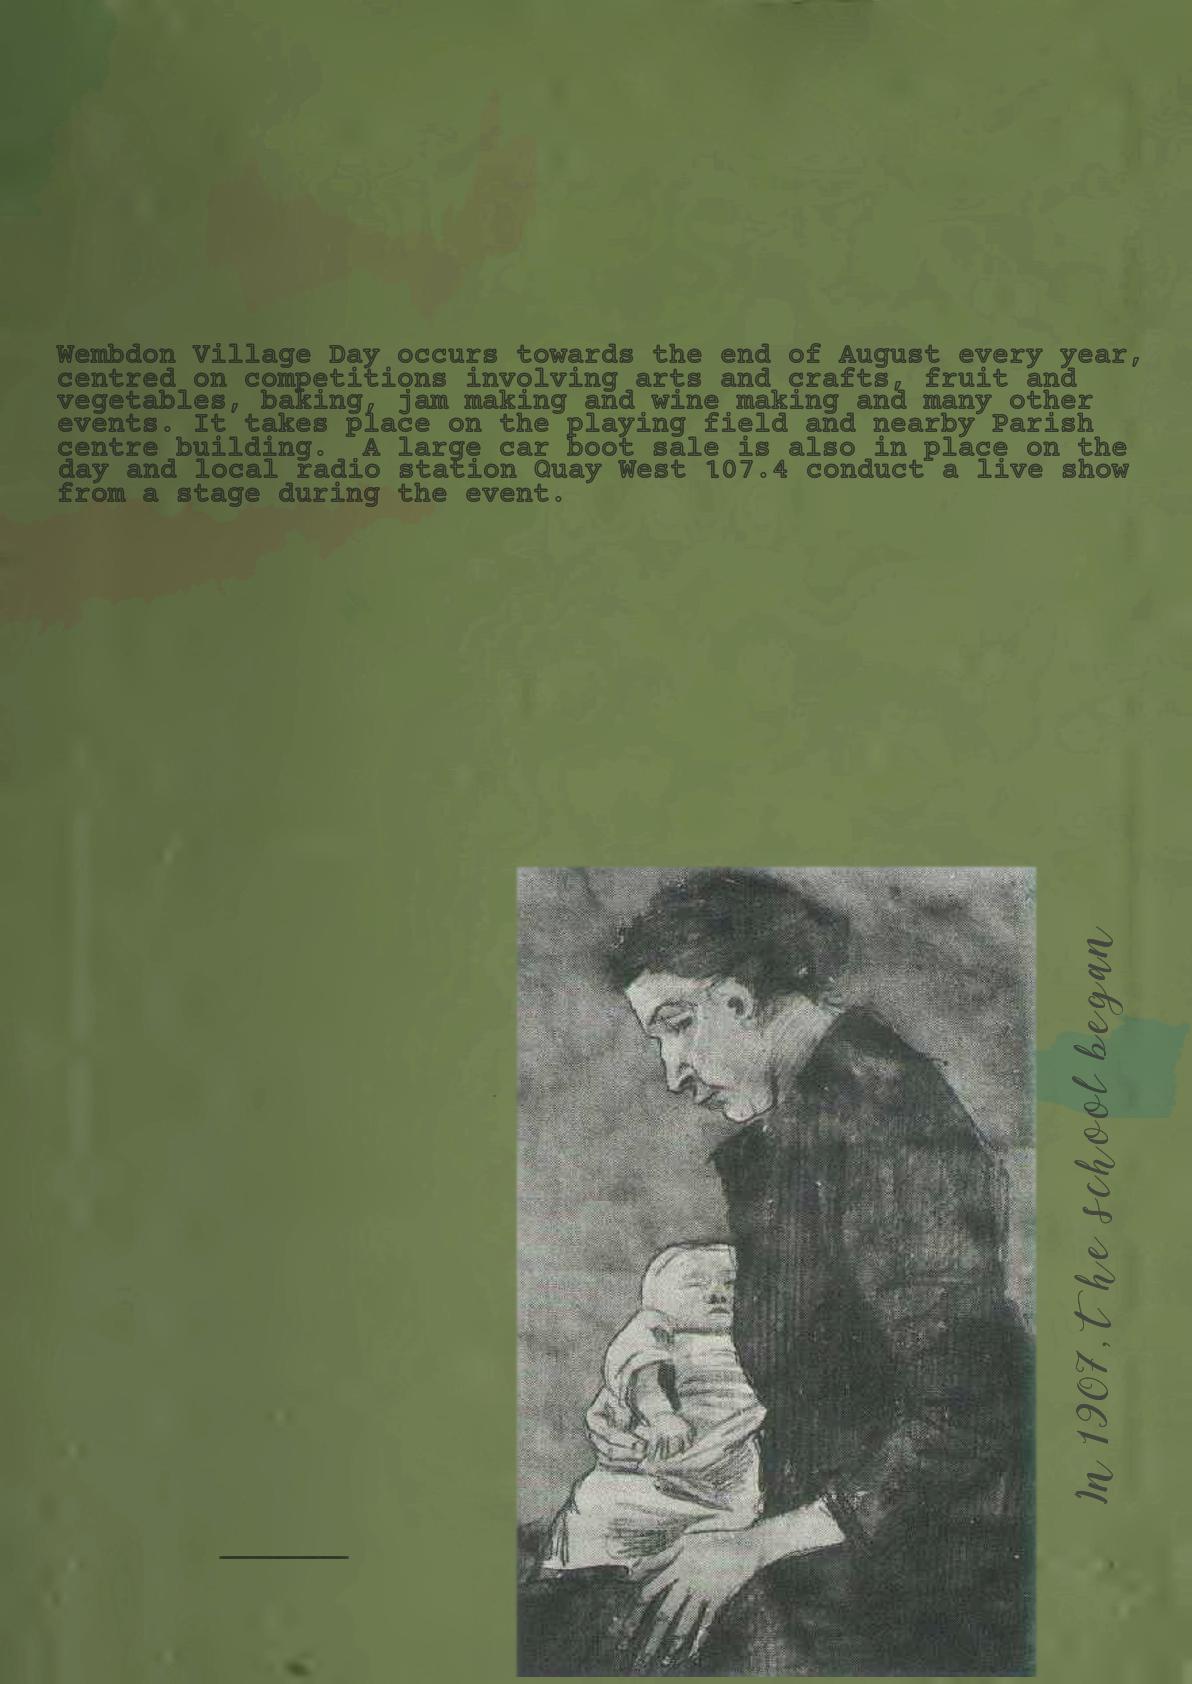 Wembdon Village Day occurs towards the end of August every year,
centred on competitions involving arts and crafts, fruit and
vegetables, baking, jam making and wine making and many other
events. It takes place on the playing field and nearby Parish
centre building.  A large car boot sale is also in place on the
day and local radio station Quay West 107.4 conduct a live show
from a stage during the event.
In 1907, the school began